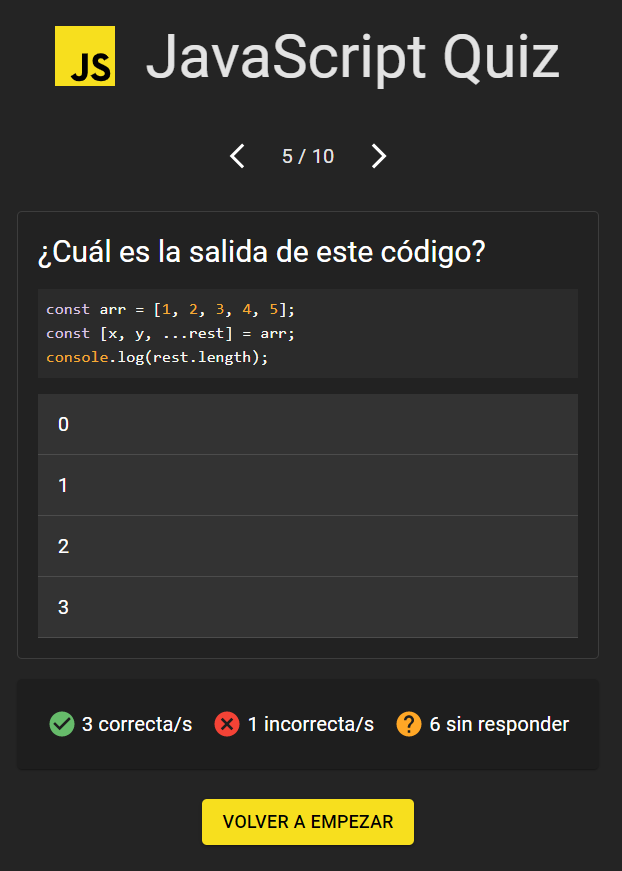 JS JavaScript Quiz
5 / 10
¿Cuál es la salida de este código?
const arr = [1, 2, 3, 4, 5];
const [x, y, ...rest] = arr;
console.log(rest.length);
0
1
2
3
3 correcta/s 1 incorrecta/s ? 6 sin responder
VOLVER A EMPEZAR